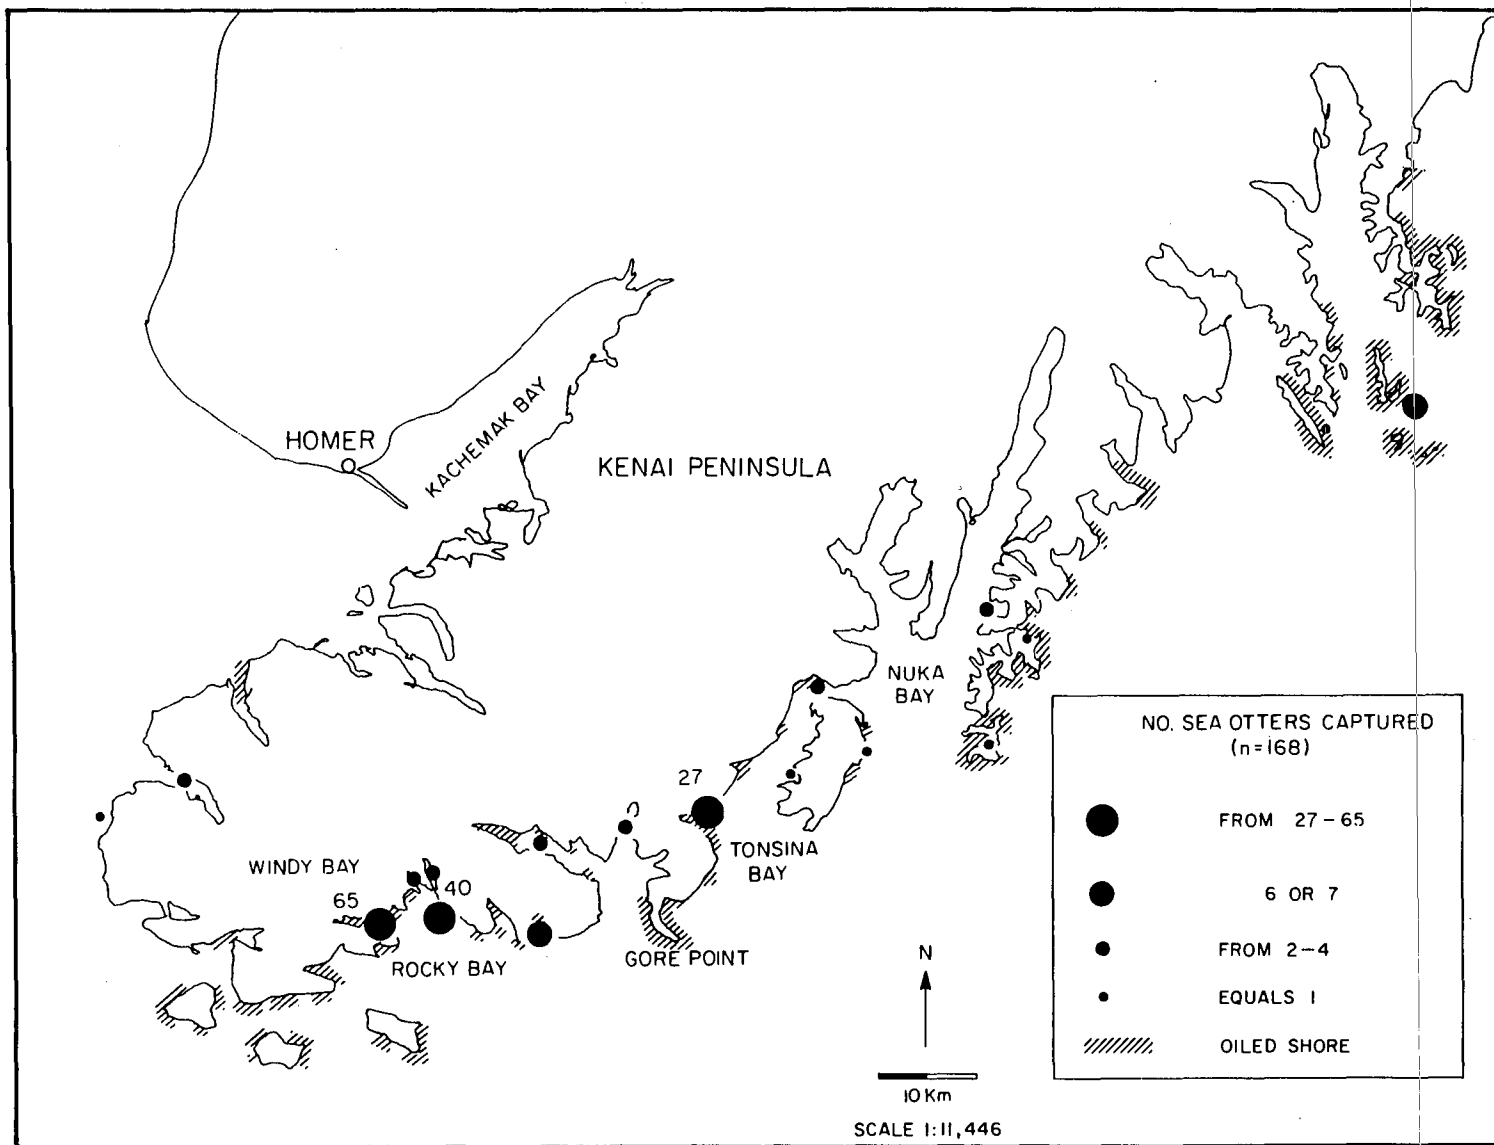 HOMER
KACHEMAK BAY
KENAI PENINSULA
NUKA
BAY
27
TONSINA
BAY
WINDY BAY
65
40
ROCKY BAY
GORE POINT
N
10 Km
SCALE 1:11,446
NO. SEA OTTERS CAPTURED
(n=168)
FROM 27-65
6 OR 7
FROM 2-4
EQUALS 1
OILED SHORE